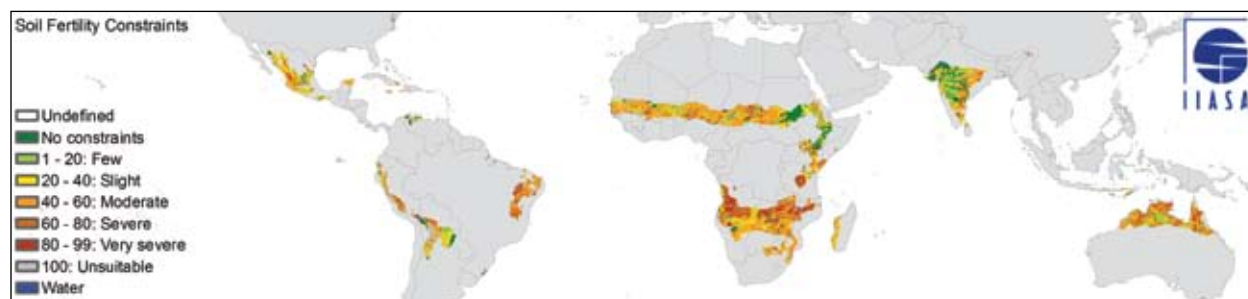 Soil Fertility Constraints
Undefined
No constraints
1 - 20: Few
20 - 40: Slight
40 - 60: Moderate
60 - 80: Severe
80 - 99: Very severe
100: Unsuitable
Water
IIASA